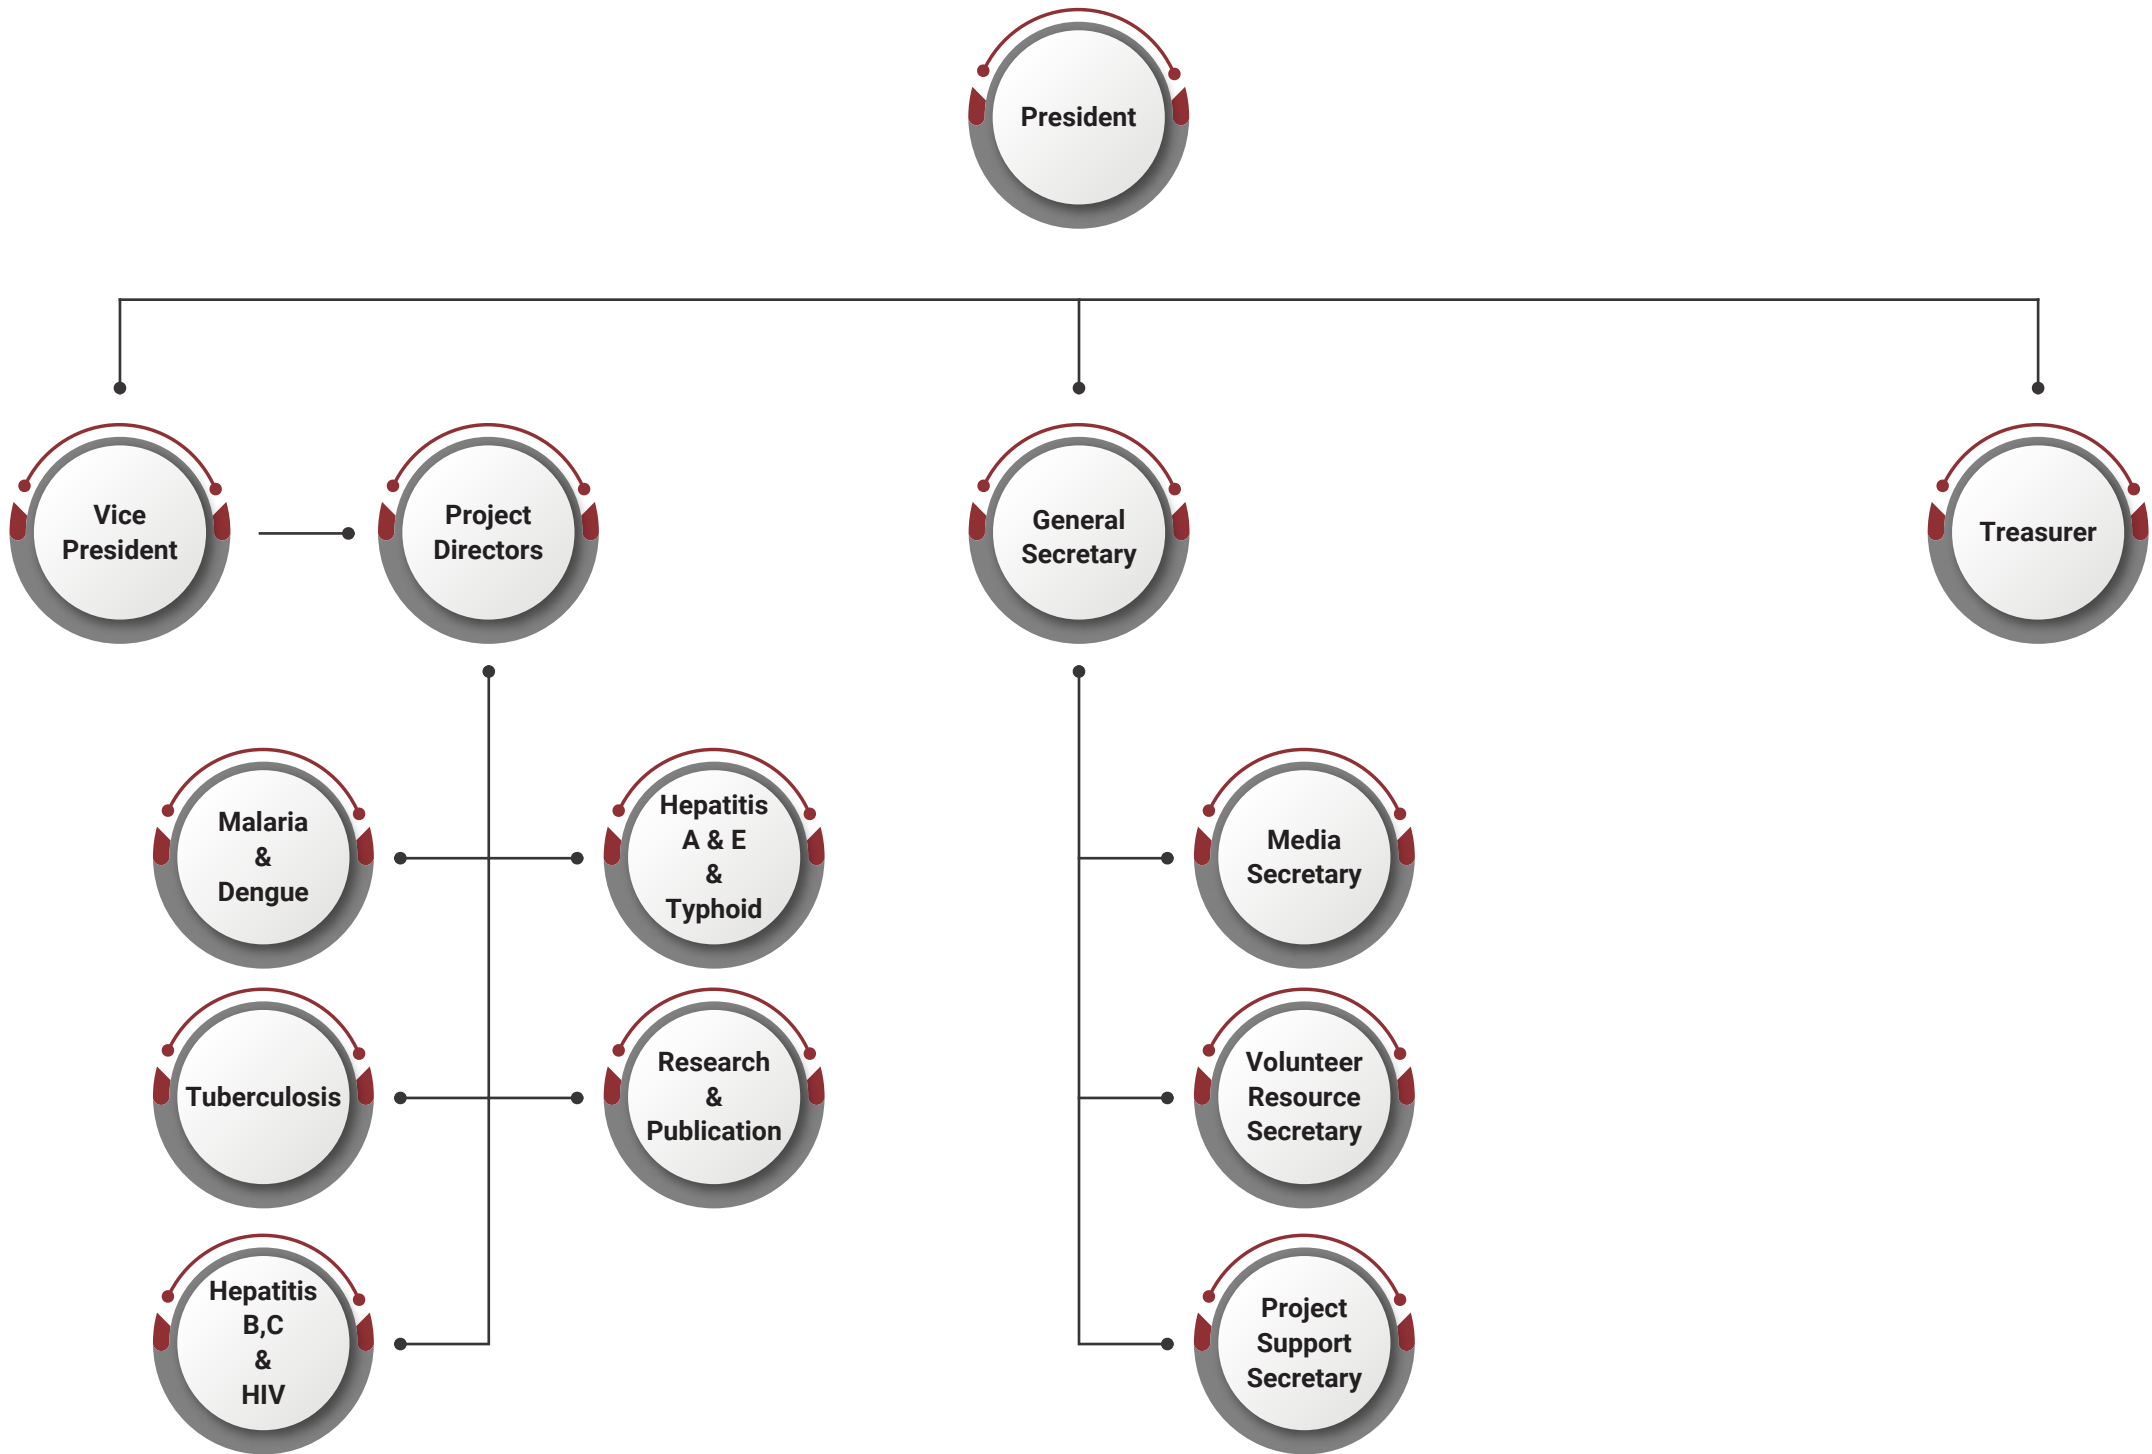 President
Vice
President
Project
Directors
General
Secretary
Treasurer
Malaria
&
Dengue
Hepatitis
A & E
&
Typhoid
Media
Secretary
Tuberculosis
Research
&
Publication
Volunteer
Resource
Secretary
Hepatitis
B,C
&
HIV
Project
Support
Secretary